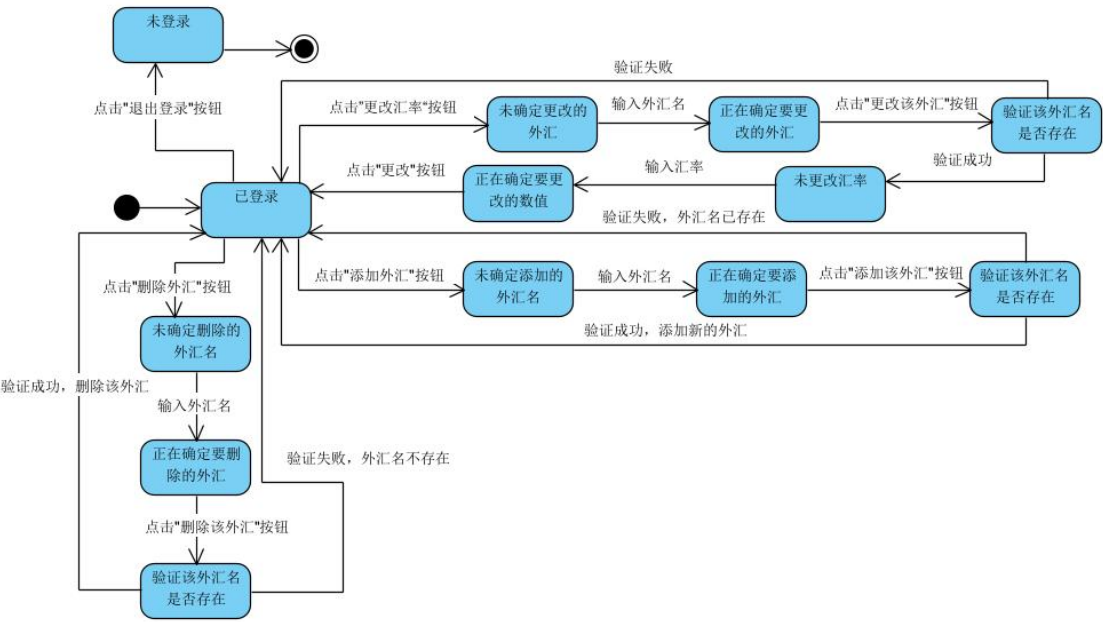 未登录
验证失败
点击"退出登录"按钮
点击"更改汇率"按钮
未确定更改的
外汇
输入外汇名
正在确定要更
改的外汇
点击"更改该外汇"按钮
验证该外汇名
是否存在
验证成功
点击"更改"按钮
正在确定要更
改的数值
输入汇率
未更改汇率
已登录
验证失败，外汇名已存在
点击"删除外汇"按钮
点击"添加外汇"按钮
未确定添加的
外汇名
输入外汇名
正在确定要添
加的外汇
点击"添加该外汇"按钮
验证该外汇名
是否存在
验证成功，添加新的外汇
未确定删除的
外汇名
验证成功，删除该外汇
输入外汇名
正在确定要删
除的外汇
验证失败，外汇名不存在
点击"删除该外汇"按钮
验证该外汇名
是否存在